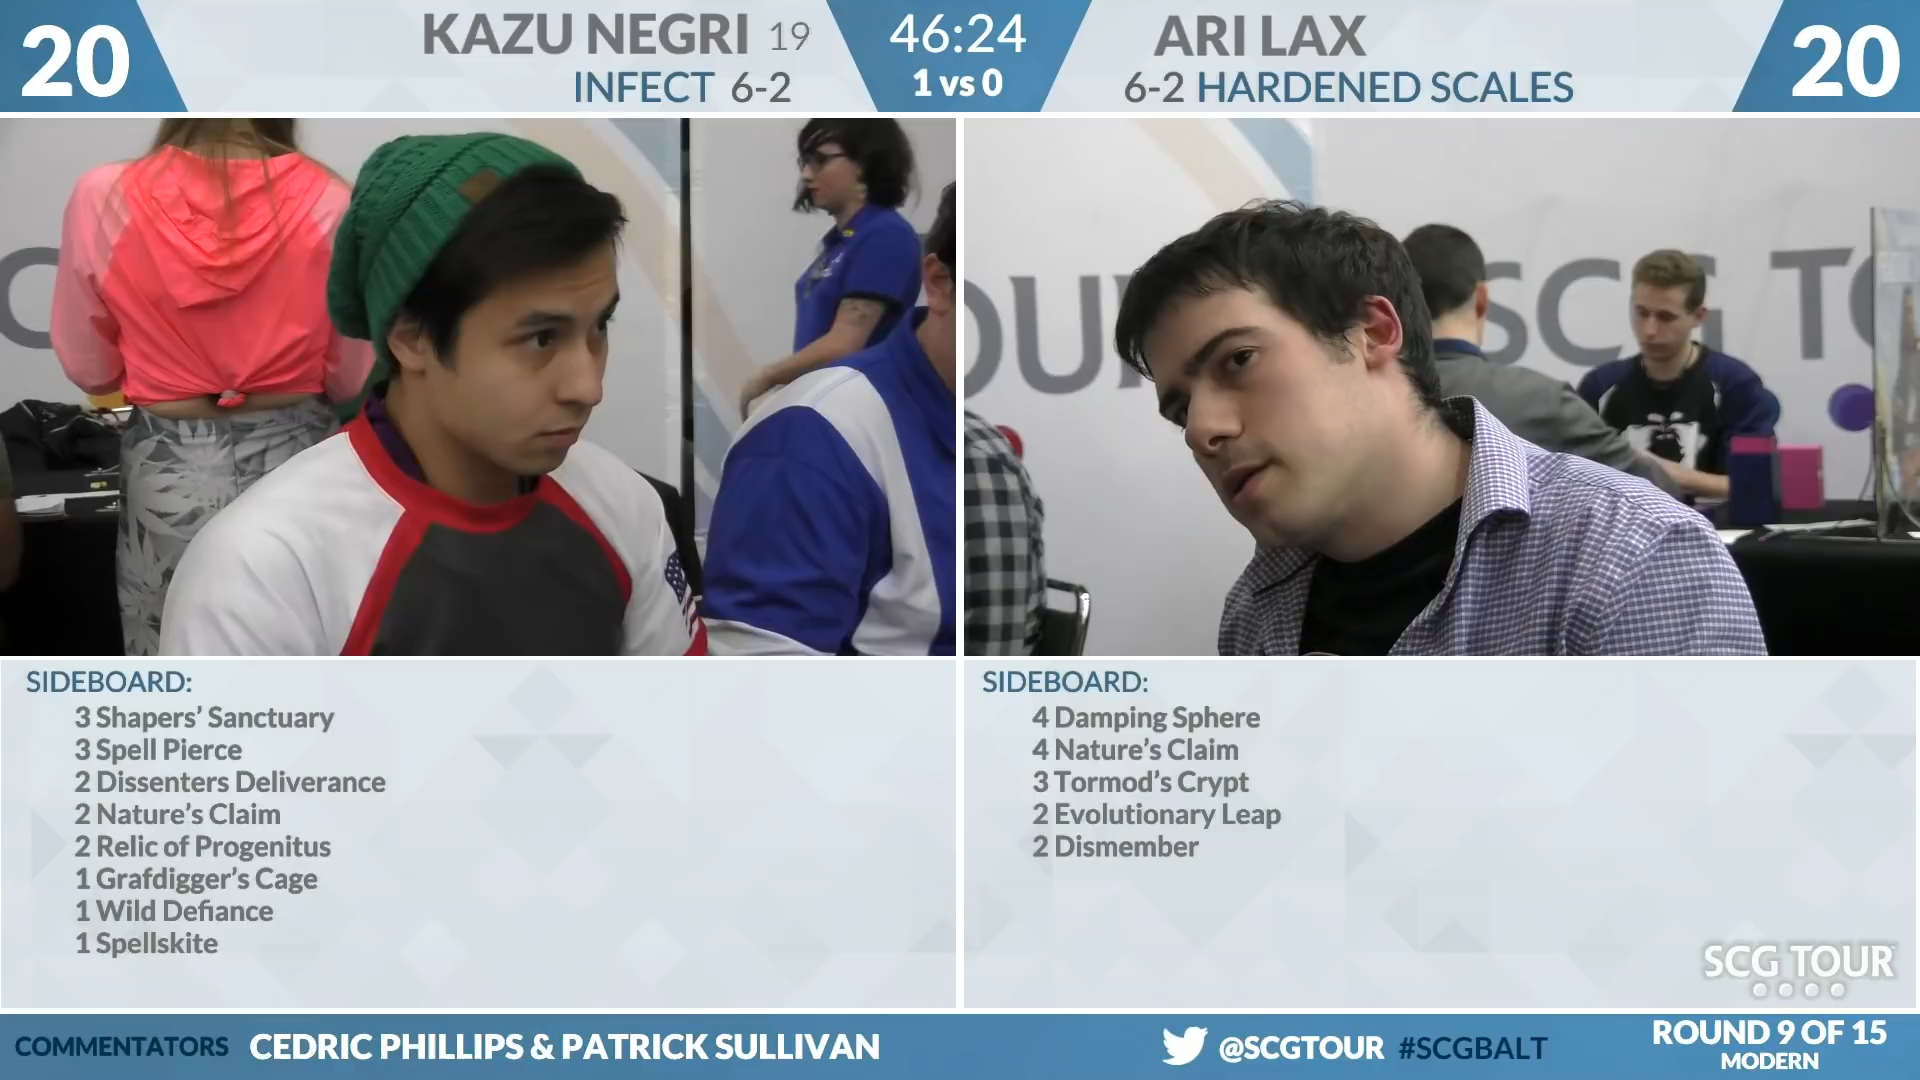 20
KAZU NEGRI 19
INFECT 6-2
46:24
1 vs 0
ARI LAX
6-2 HARDENED SCALES
20
OUR
SCG TO
SIDEBOARD:
3 Shapers' Sanctuary
3 Spell Pierce
2 Dissenters Deliverance
2 Nature's Claim
2 Relic of Progenitus
1 Grafdigger's Cage
1 Wild Defiance
1 Spellskite
SIDEBOARD:
4 Damping Sphere
4 Nature's Claim
3 Tormod's Crypt
2 Evolutionary Leap
2 Dismember
SCG TOUR
COMMENTATORS CEDRIC PHILLIPS & PATRICK SULLIVAN
@SCGTOUR #SCGBALT
ROUND 9 OF 15
MODERN